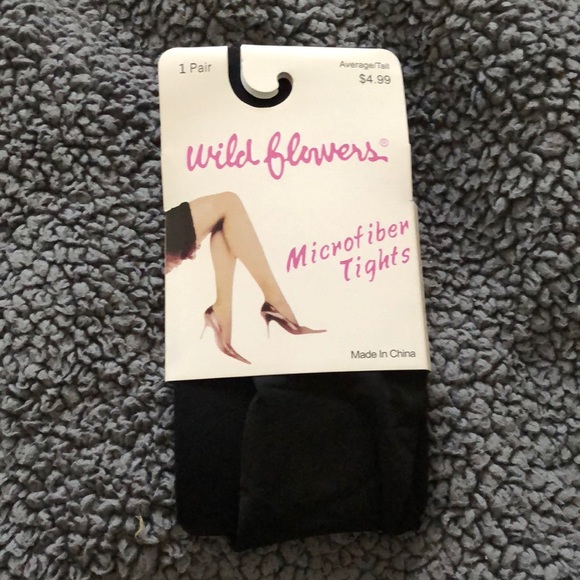 1 Pair
Average/Tall
$4.99
Wild flowers®
Microfiber
Tights
Made In China